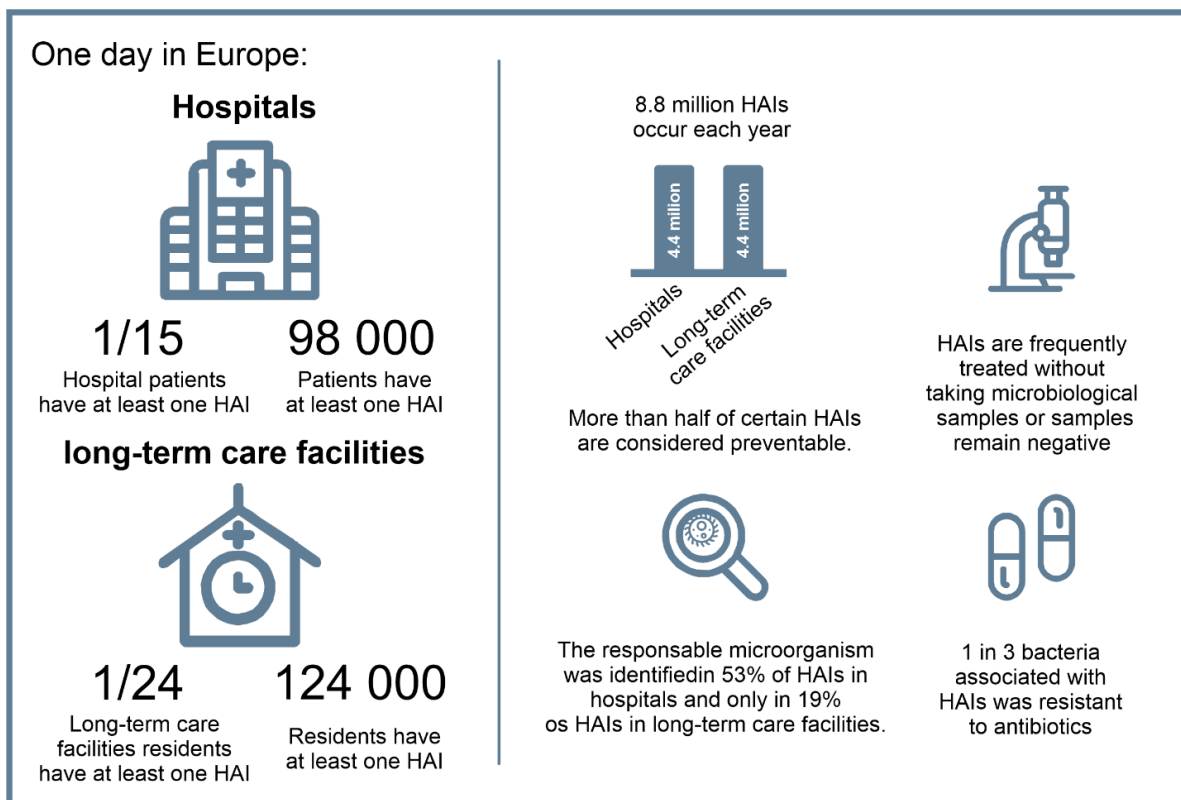 One day in Europe:
Hospitals
1/15
Hospital patients
have at least one HAI
98 000
Patients have
at least one HAI
long-term care facilities
1/24
Long-term care
facilities residents
have at least one HAI
124 000
Residents have
at least one HAI
8.8 million HAIs
occur each year
4.4 milion
4.4 milion
Hospitals
Long-term
care facilities
More than half of certain HAIs
are considered preventable.
HAIs are frequently
treated without
taking microbiological
samples or samples
remain negative
The responsable microorganism
was identifiedin 53% of HAIs in
hospitals and only in 19%
os HAIs in long-term care facilities.
1 in 3 bacteria
associated with
HAIs was resistant
to antibiotics